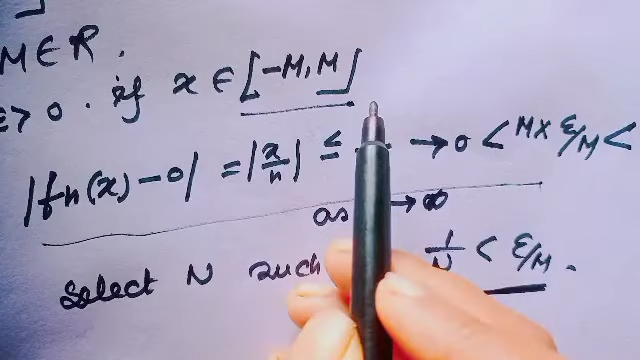 M ∈ R.
ε > 0. if x ∈ [-M, M]
|fn(x) - 0| = |x/n| ≤ → 0 < M x ε/M <
as → ∞
Select N such 1/N < ε/M.